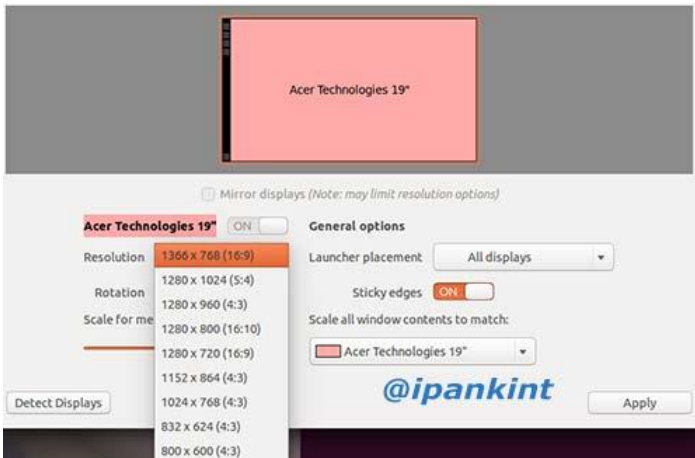 Acer Technologies 19"
Mirror displays (Note: may limit resolution options)
Acer Technologies 19" ON
Resolution
1366 x 768 (16:9)
1280 x 1024 (5:4)
1280 x 960 (4:3)
1280 x 800 (16:10)
1280 x 720 (16:9)
1152 x 864 (4:3)
1024 x 768 (4:3)
832 x 624 (4:3)
800 x 600 (4:3)
Rotation
Scale for me
General options
Launcher placement All displays
Sticky edges ON
Scale all window contents to match:
Acer Technologies 19"
@ipankint
Detect Displays
Apply